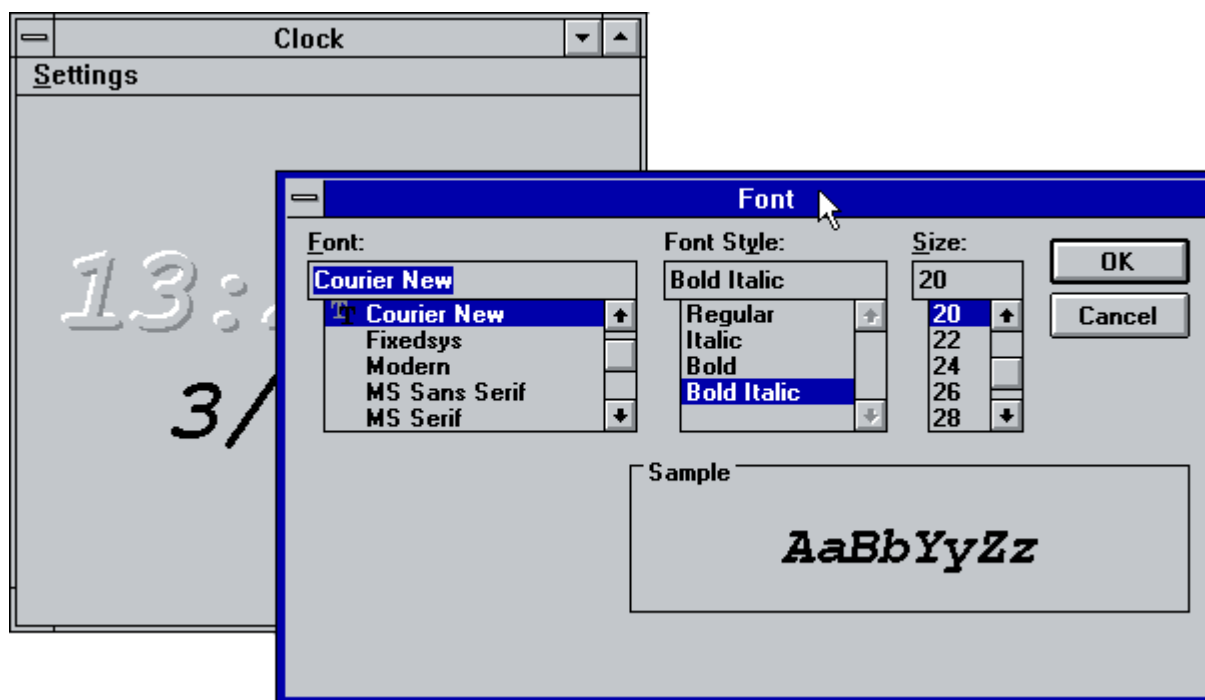 Clock
Settings
13:
3/
Font
Font:
Font Style:
Size:
Courier New
Bold Italic
20
OK
Cancel
Courier New
Fixedsys
Modern
MS Sans Serif
MS Serif
Regular
Italic
Bold
Bold Italic
20
22
24
26
28
Sample
AaBbYyZz